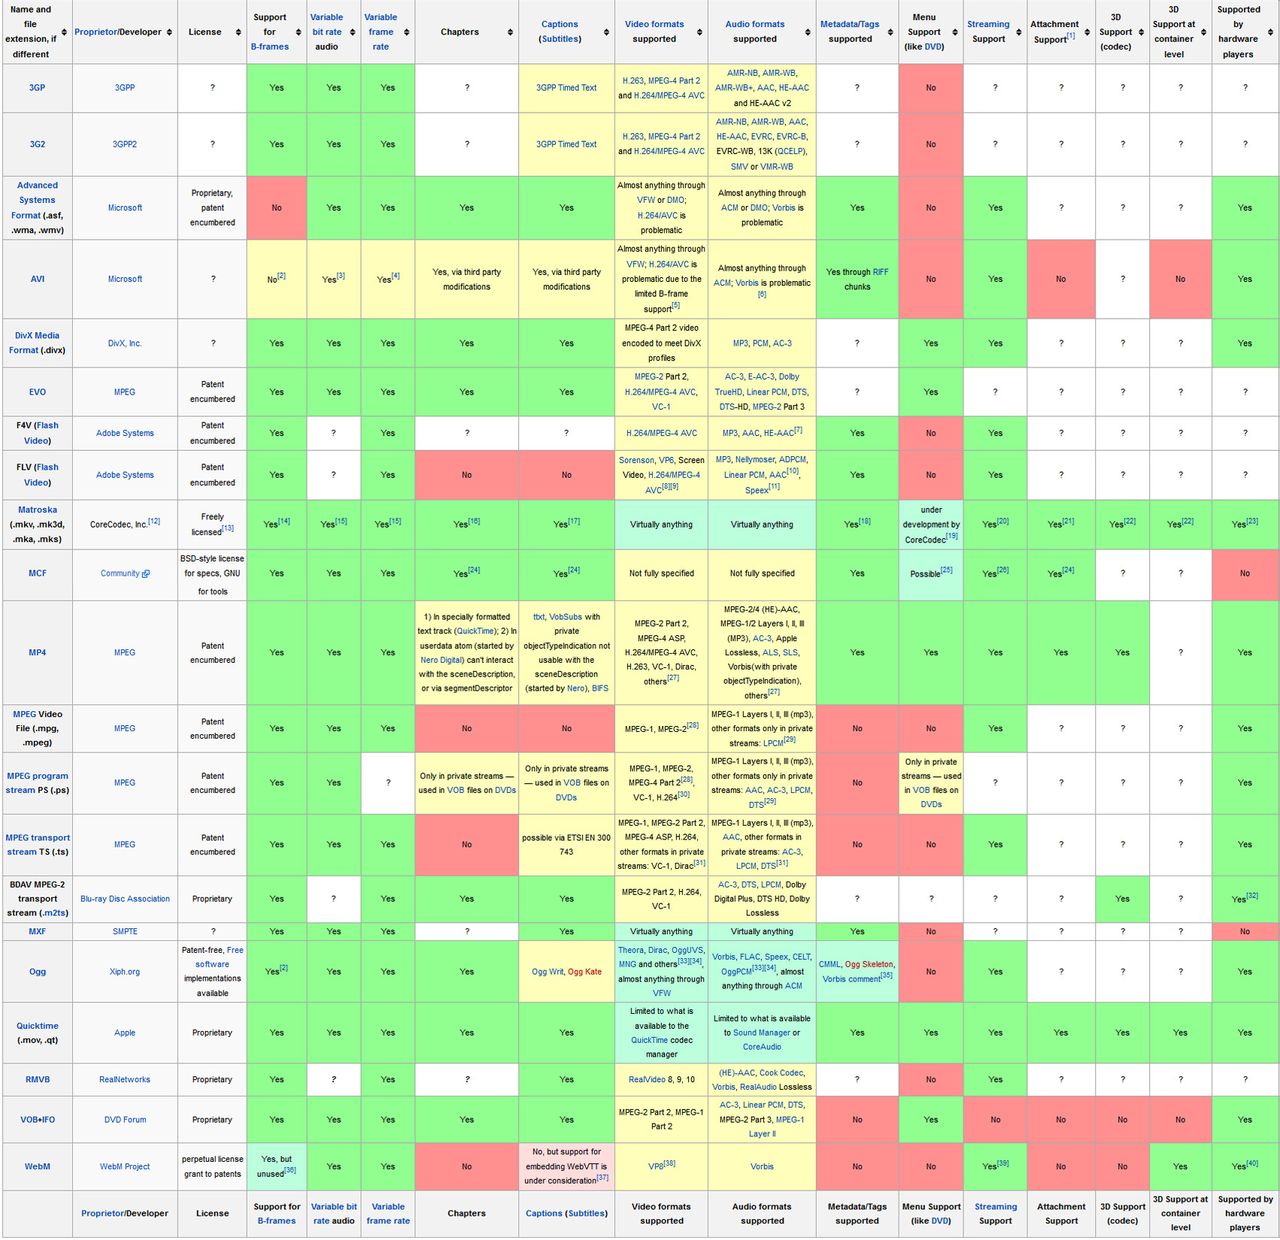 Name and
file
extension, if
different
Proprietor/Developer
License
Support
for
B-frames
Variable
bit rate
audio
Variable
frame
rate
Chapters
Captions
(Subtitles)
Video formats
supported
Audio formats
supported
Metadata/Tags
supported
Menu
Support
(like DVD)
Streaming
Support
Attachment
Support[1]
3D
Support
(codec)
3D
Support at
container
level
Supported
by
hardware
players
3GP
3GPP
?
Yes
Yes
Yes
?
3GPP Timed Text
H.263, MPEG-4 Part 2
and H.264/MPEG-4 AVC
AMR-NB, AMR-WB,
AMR-WB+, AAC, HE-AAC
and HE-AAC v2
?
No
?
?
?
?
?
3G2
3GPP2
?
Yes
Yes
Yes
?
3GPP Timed Text
H.263, MPEG-4 Part 2
and H.264/MPEG-4 AVC
AMR-NB, AMR-WB, AAC,
HE-AAC, EVRC, EVRC-B,
EVRC-WB, 13K (QCELP),
SMV or VMR-WB
?
No
?
?
?
?
?
Advanced
Systems
Format (.asf,
.wma, .wmv)
Microsoft
Proprietary,
patent
encumbered
No
Yes
Yes
Yes
Yes
Almost anything through
VFW or DMO;
H.264/AVC is
problematic
Almost anything through
ACM or DMO; Vorbis is
problematic
Yes
No
Yes
?
?
?
Yes
AVI
Microsoft
?
No[2]
Yes[3]
Yes[4]
Yes, via third party
modifications
Yes, via third party
modifications
Almost anything through
VFW; H.264/AVC is
problematic due to the
limited B-frame
support[5]
Almost anything through
ACM; Vorbis is problematic
[6]
Yes through RIFF
chunks
No
Yes
No
?
No
Yes
DivX Media
Format (.divx)
DivX, Inc.
?
Yes
Yes
Yes
Yes
Yes
MPEG-4 Part 2 video
encoded to meet DivX
profiles
MP3, PCM, AC-3
?
Yes
Yes
?
?
?
Yes
EVO
MPEG
Patent
encumbered
Yes
Yes
Yes
Yes
Yes
MPEG-2 Part 2,
H.264/MPEG-4 AVC,
VC-1
AC-3, E-AC-3, Dolby
TrueHD, Linear PCM, DTS,
DTS-HD, MPEG-2 Part 3
?
Yes
?
?
?
?
?
F4V (Flash
Video)
Adobe Systems
Patent
encumbered
Yes
?
Yes
?
?
H.264/MPEG-4 AVC
MP3, AAC, HE-AAC[7]
Yes
No
Yes
?
?
?
?
FLV (Flash
Video)
Adobe Systems
Patent
encumbered
Yes
?
Yes
No
No
Sorenson, VP6, Screen
Video, H.264/MPEG-4
AVC[8][9]
MP3, Nellymoser, ADPCM,
Linear PCM, AAC[10],
Speex[11]
Yes
No
Yes
?
?
?
?
Matroska
(.mkv, .mk3d,
.mka, .mks)
CoreCodec, Inc.[12]
Freely
licensed[13]
Yes[14]
Yes[15]
Yes[15]
Yes[16]
Yes[17]
Virtually anything
Virtually anything
Yes[18]
under
development by
CoreCodec[19]
Yes[20]
Yes[21]
Yes[22]
Yes[22]
Yes[23]
MCF
Community
BSD-style license
for specs, GNU
for tools
Yes
Yes
Yes
Yes[24]
Yes[24]
Not fully specified
Not fully specified
Yes
Possible[25]
Yes[26]
Yes[24]
?
?
No
MP4
MPEG
Patent
encumbered
Yes
Yes
Yes
1) In specially formatted
text track (QuickTime); 2) In
userdata atom (started by
Nero Digital) can't interact
with the sceneDescription,
or via segmentDescriptor
ttxt, VobSubs with
private
objectTypeIndication not
usable with the
sceneDescription
(started by Nero), BIFS
MPEG-2 Part 2,
MPEG-4 ASP,
H.264/MPEG-4 AVC,
H.263, VC-1, Dirac,
others[27]
MPEG-2/4 (HE)-AAC,
MPEG-1/2 Layers I, II, III
(MP3), AC-3, Apple
Lossless, ALS, SLS,
Vorbis(with private
objectTypeIndication),
others[27]
Yes
Yes
Yes
Yes
Yes
?
Yes
MPEG Video
File (.mpg,
.mpeg)
MPEG
Patent
encumbered
Yes
Yes
Yes
No
No
MPEG-1, MPEG-2[28]
MPEG-1 Layers I, II, III (mp3),
other formats only in private
streams: LPCM[29]
No
No
Yes
?
?
?
Yes
MPEG program
stream PS (.ps)
MPEG
Patent
encumbered
Yes
Yes
?
Only in private streams —
used in VOB files on DVDs
Only in private streams
— used in VOB files on
DVDs
MPEG-1, MPEG-2,
MPEG-4 Part 2[28],
VC-1, H.264[30]
MPEG-1 Layers I, II, III (mp3),
other formats only in private
streams: AAC, AC-3, LPCM,
DTS[29]
No
Only in private
streams — used
in VOB files on
DVDs
?
?
?
?
Yes
MPEG transport
stream TS (.ts)
MPEG
Patent
encumbered
Yes
Yes
Yes
No
possible via ETSI EN 300
743
MPEG-1, MPEG-2 Part 2,
MPEG-4 ASP, H.264,
other formats in private
streams: VC-1, Dirac[31]
MPEG-1 Layers I, II, III (mp3),
AAC, other formats in
private streams: AC-3,
LPCM, DTS[31]
No
No
Yes
?
?
?
Yes
BDAV MPEG-2
transport
stream (.m2ts)
Blu-ray Disc Association
Proprietary
Yes
?
Yes
Yes
Yes
MPEG-2 Part 2, H.264,
VC-1
AC-3, DTS, LPCM, Dolby
Digital Plus, DTS HD, Dolby
Lossless
?
?
?
?
Yes
?
Yes[32]
MXF
SMPTE
?
Yes
Yes
Yes
?
Yes
Virtually anything
Virtually anything
Yes
No
?
?
?
?
No
Ogg
Xiph.org
Patent-free, Free
software
implementations
available
Yes[2]
Yes
Yes
Yes
Ogg Writ, Ogg Kate
Theora, Dirac, OggUVS,
MNG and others[33][34],
almost anything through
VFW
Vorbis, FLAC, Speex, CELT,
OggPCM[33][34], almost
anything through ACM
CMML, Ogg Skeleton,
Vorbis comment[35]
No
Yes
?
?
?
Yes
Quicktime
(.mov, .qt)
Apple
Proprietary
Yes
Yes
Yes
Yes
Yes
Limited to what is
available to the
QuickTime codec
manager
Limited to what is available
to Sound Manager or
CoreAudio
Yes
Yes
Yes
Yes
Yes
Yes
Yes
RMVB
RealNetworks
Proprietary
Yes
?
Yes
?
Yes
RealVideo 8, 9, 10
(HE)-AAC, Cook Codec,
Vorbis, RealAudio Lossless
?
No
Yes
?
?
?
?
VOB+IFO
DVD Forum
Proprietary
Yes
Yes
Yes
Yes
Yes
MPEG-2 Part 2, MPEG-1
Part 2
AC-3, Linear PCM, DTS,
MPEG-2 Part 3, MPEG-1
Layer II
No
Yes
No
No
No
No
Yes
WebM
WebM Project
perpetual license
grant to patents
Yes, but
unused[36]
Yes
Yes
No
No, but support for
embedding WebVTT is
under consideration[37]
VP8[38]
Vorbis
No
No
Yes[39]
No
No
Yes
Yes[40]
Proprietor/Developer
License
Support for
B-frames
Variable bit
rate audio
Variable
frame rate
Chapters
Captions (Subtitles)
Video formats
supported
Audio formats
supported
Metadata/Tags
supported
Menu Support
(like DVD)
Streaming
Support
Attachment
Support
3D Support
(codec)
3D Support at
container
level
Supported by
hardware
players